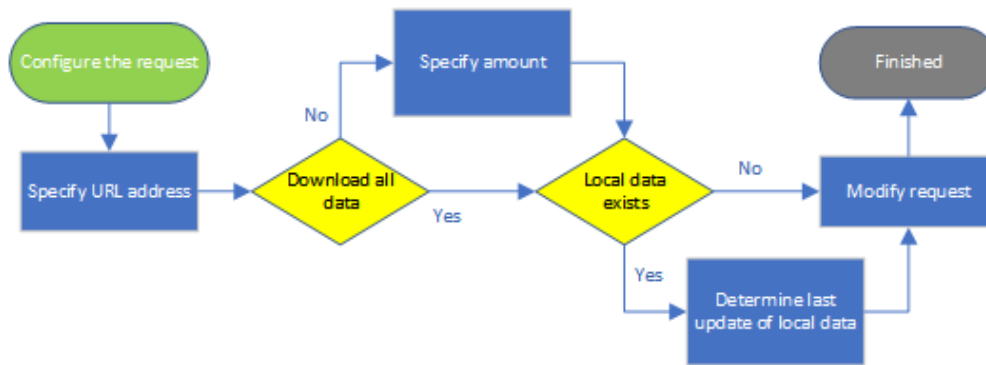 Configure the request
Specify amount
Finished
No
Specify URL address
Download all
data
Yes
Local data
exists
No
Modify request
Yes
Determine last
update of local data